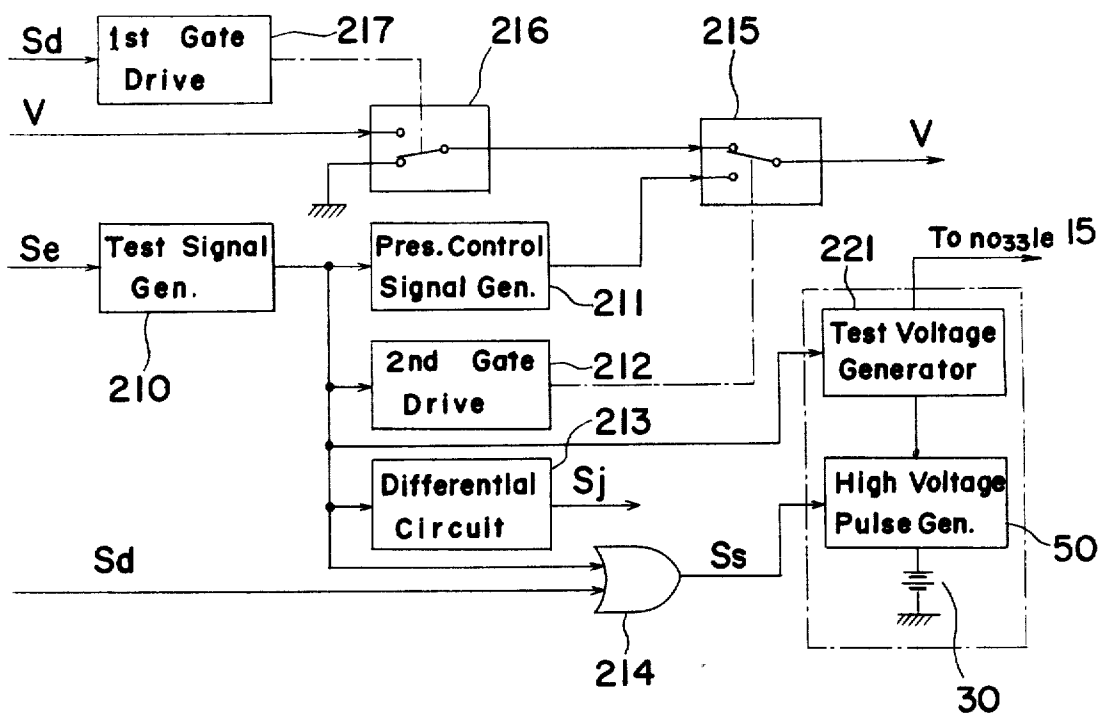 Sd
1st Gate
Drive
217
216
215
V
V
Se
Test Signal
Gen.
210
Pres. Control
Signal Gen.
211
2nd Gate
Drive
212
213
Differential
Circuit
Sj
Sd
Ss
214
To no33le 15
221
Test Voltage
Generator
High Voltage
Pulse Gen.
50
30